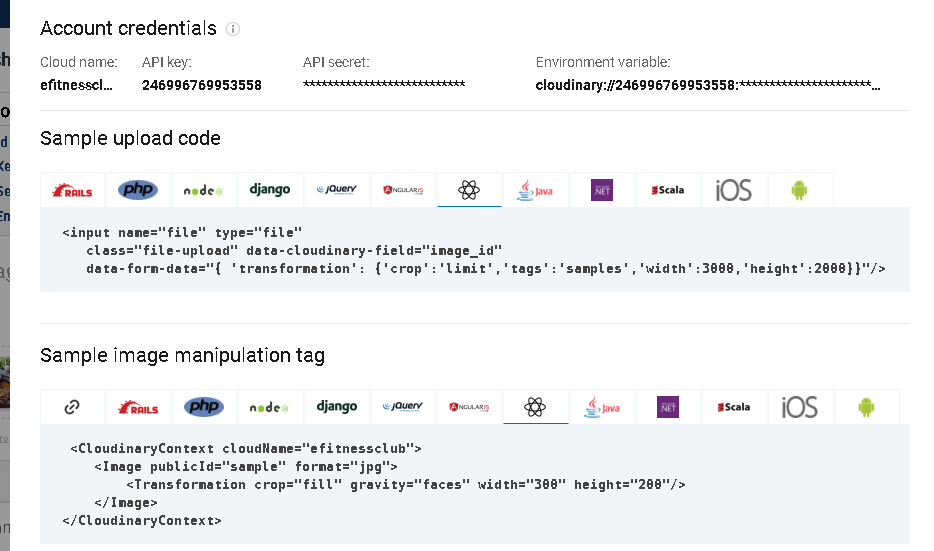 Account credentials
Cloud name: API key: API secret: Environment variable:
efitnesscl... 246996769953558 *************************** cloudinary://246996769953558:**********************...
Sample upload code
RAILS php node django jQuery ANGULARJS Java .NET Scala iOS
<input name="file" type="file"
class="file-upload" data-cloudinary-field="image_id"
data-form-data="{ 'transformation': {'crop':'limit','tags':'samples','width':3000,'height':2000}}"/>
Sample image manipulation tag
RAILS php node django jQuery ANGULARJS Java .NET Scala iOS
<CloudinaryContext cloudName="efitnessclub">
<Image publicId="sample" format="jpg">
<Transformation crop="fill" gravity="faces" width="300" height="200"/>
</Image>
</CloudinaryContext>